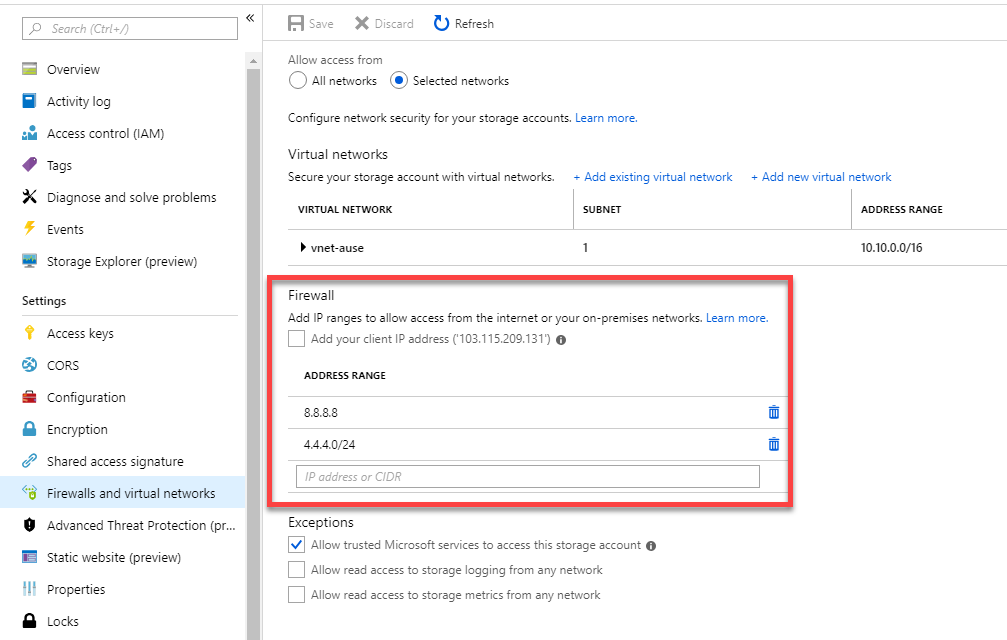 Search (Ctrl+/)
«
Overview
Activity log
Access control (IAM)
Tags
Diagnose and solve problems
Events
Storage Explorer (preview)
Settings
Access keys
CORS
Configuration
Encryption
Shared access signature
Firewalls and virtual networks
Advanced Threat Protection (pr...
Static website (preview)
Properties
Locks
Save Discard Refresh
Allow access from
All networks Selected networks
Configure network security for your storage accounts. Learn more.
Virtual networks
Secure your storage account with virtual networks. + Add existing virtual network + Add new virtual network
VIRTUAL NETWORK SUBNET ADDRESS RANGE
vnet-ause 1 10.10.0.0/16
Firewall
Add IP ranges to allow access from the internet or your on-premises networks. Learn more.
Add your client IP address ('103.115.209.131')
ADDRESS RANGE
8.8.8.8
4.4.4.0/24
IP address or CIDR
Exceptions
Allow trusted Microsoft services to access this storage account
Allow read access to storage logging from any network
Allow read access to storage metrics from any network